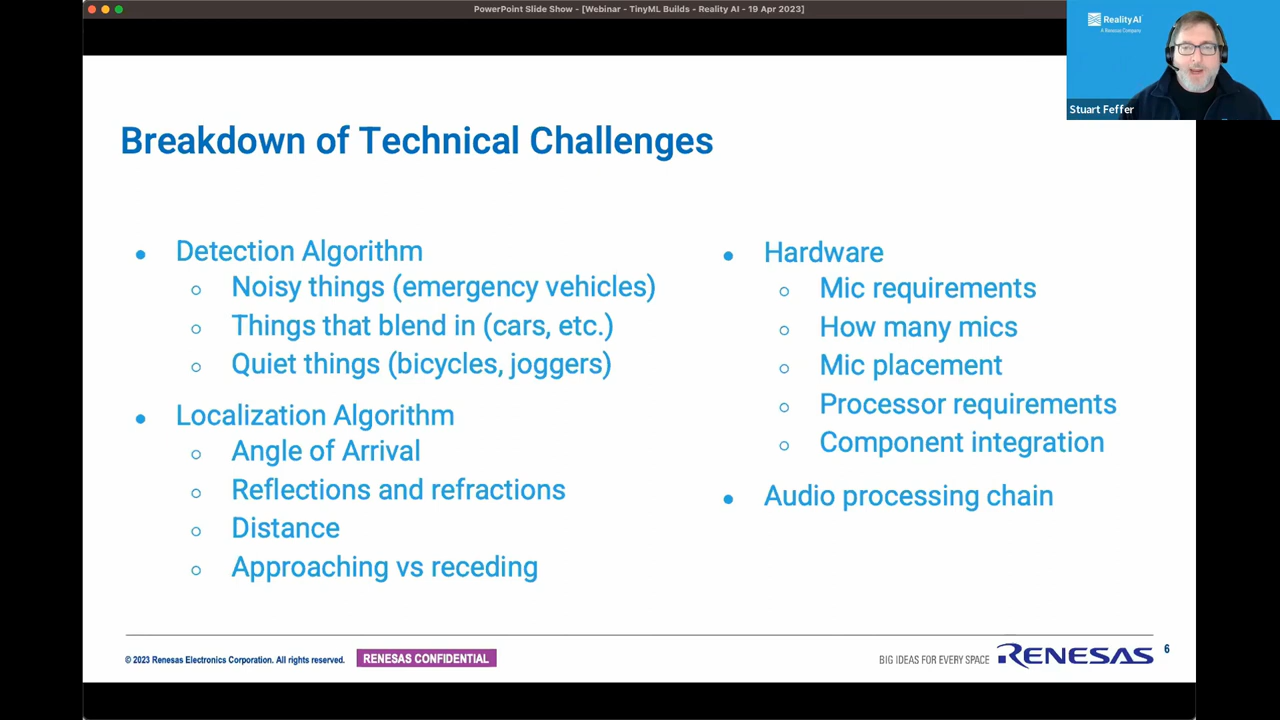 PowerPoint Slide Show - [Webinar - TinyML Builds - Reality AI - 19 Apr 2023]
Reality AI
A Renesas Company
Stuart Feffer
Breakdown of Technical Challenges
Detection Algorithm
Noisy things (emergency vehicles)
Things that blend in (cars, etc.)
Quiet things (bicycles, joggers)
Localization Algorithm
Angle of Arrival
Reflections and refractions
Distance
Approaching vs receding
Hardware
Mic requirements
How many mics
Mic placement
Processor requirements
Component integration
Audio processing chain
© 2023 Renesas Electronics Corporation. All rights reserved.
RENESAS CONFIDENTIAL
BIG IDEAS FOR EVERY SPACE
RENESAS
6